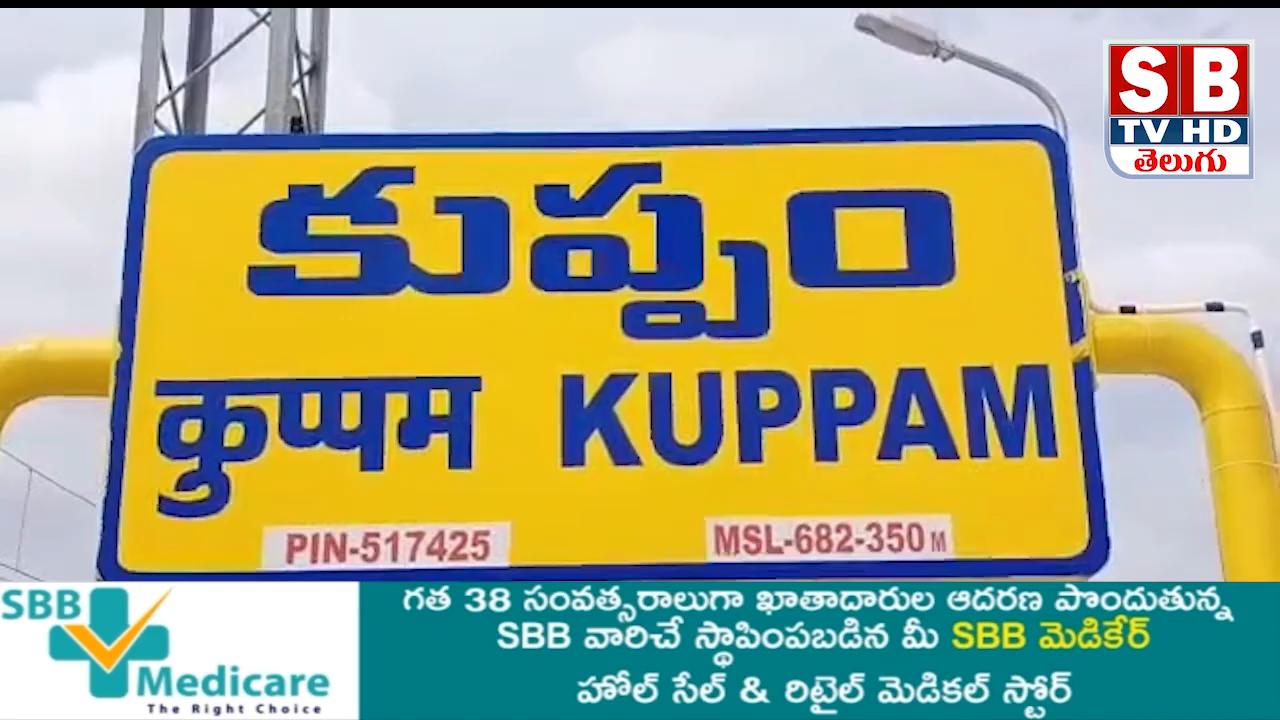 SB
TV HD
తెలుగు
కుప్పం
कुप्पम KUPPAM
PIN-517425 MSL-682-350 M
SBB
Medicare
The Right Choice
గత 38 సంవత్సరాలుగా ఖాతాదారుల ఆదరణ పొందుతున్న
SBB వారిచే స్థాపింపబడిన మీ SBB మెడికేర్
హోల్ సేల్ & రిటైల్ మెడికల్ స్టోర్